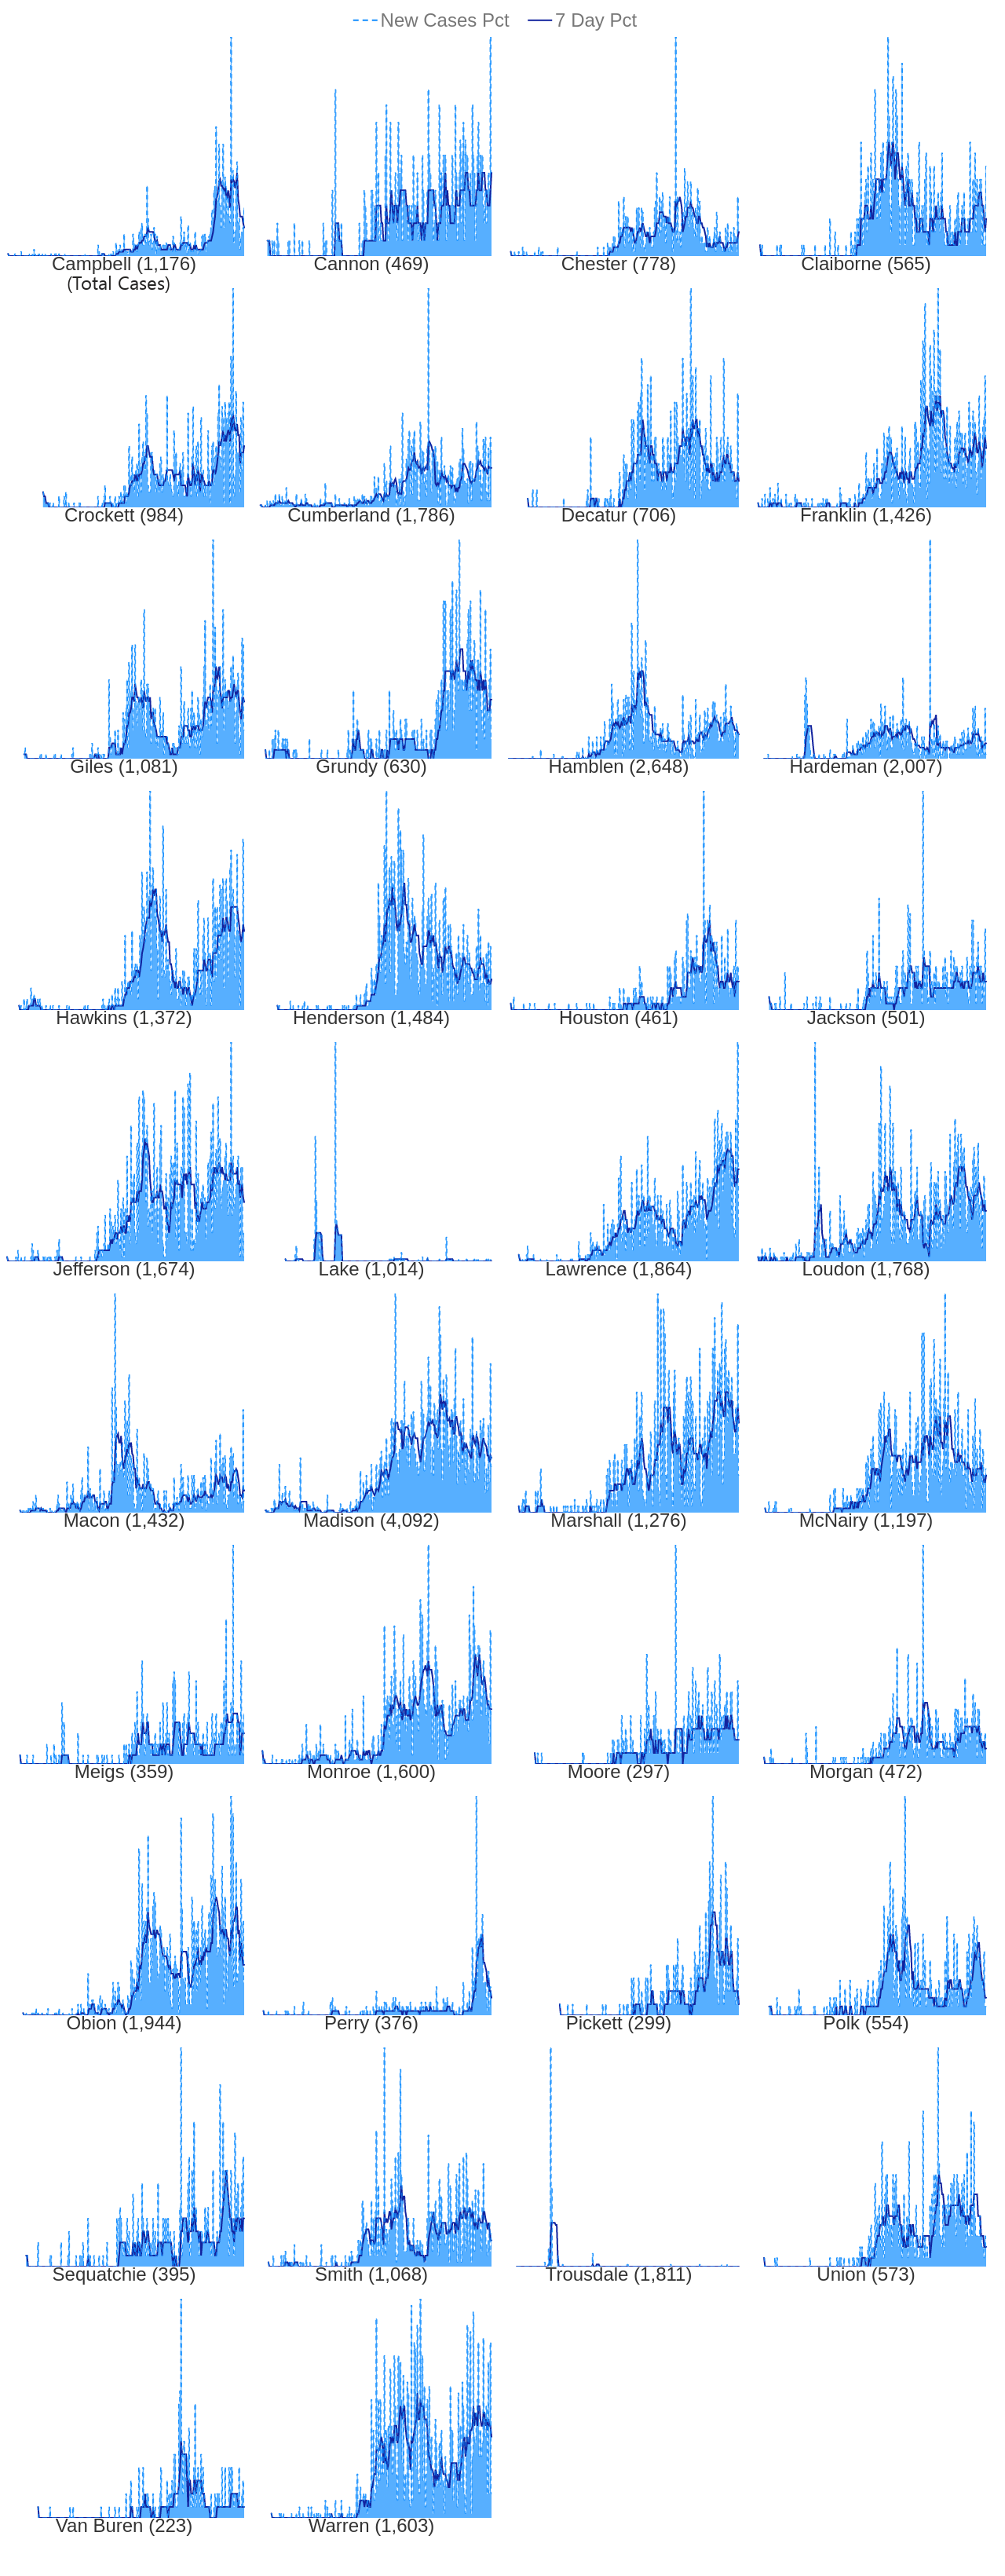 New Cases Pct 7 Day Pct
Campbell (1,176) Cannon (469) Chester (778) Claiborne (565)
(Total Cases)
Crockett (984) Cumberland (1,786) Decatur (706) Franklin (1,426)
Giles (1,081) Grundy (630) Hamblen (2,648) Hardeman (2,007)
Hawkins (1,372) Henderson (1,484) Houston (461) Jackson (501)
Jefferson (1,674) Lake (1,014) Lawrence (1,864) Loudon (1,768)
Macon (1,432) Madison (4,092) Marshall (1,276) McNairy (1,197)
Meigs (359) Monroe (1,600) Moore (297) Morgan (472)
Obion (1,944) Perry (376) Pickett (299) Polk (554)
Sequatchie (395) Smith (1,068) Trousdale (1,811) Union (573)
Van Buren (223) Warren (1,603)